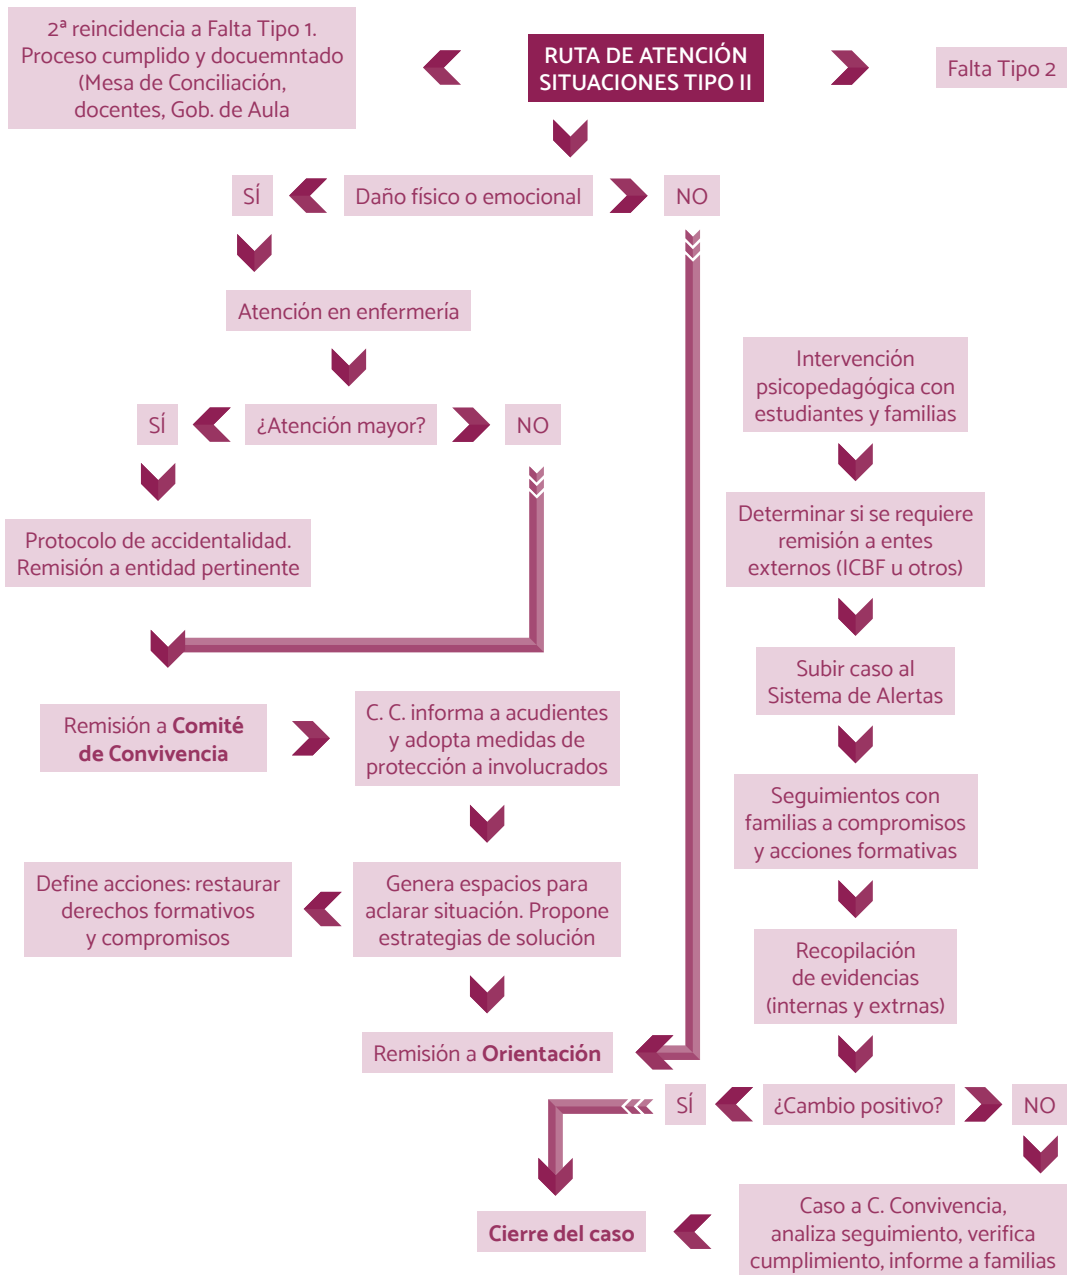 2ª reincidencia a Falta Tipo 1.
Proceso cumplido y docuemntado
(Mesa de Conciliación,
docentes, Gob. de Aula
RUTA DE ATENCIÓN
SITUACIONES TIPO II
Falta Tipo 2
SÍ
Daño físico o emocional
NO
Atención en enfermería
SÍ
¿Atención mayor?
NO
Protocolo de accidentalidad.
Remisión a entidad pertinente
Remisión a Comité
de Convivencia
C. C. informa a acudientes
y adopta medidas de
protección a involucrados
Define acciones: restaurar
derechos formativos
y compromisos
Genera espacios para
aclarar situación. Propone
estrategias de solución
Remisión a Orientación
Intervención
psicopedagógica con
estudiantes y familias
Determinar si se requiere
remisión a entes
externos (ICBF u otros)
Subir caso al
Sistema de Alertas
Seguimientos con
familias a compromisos
y acciones formativas
Recopilación
de evidencias
(internas y extrnas)
SÍ
¿Cambio positivo?
NO
Cierre del caso
Caso a C. Convivencia,
analiza seguimiento, verifica
cumplimiento, informe a familias